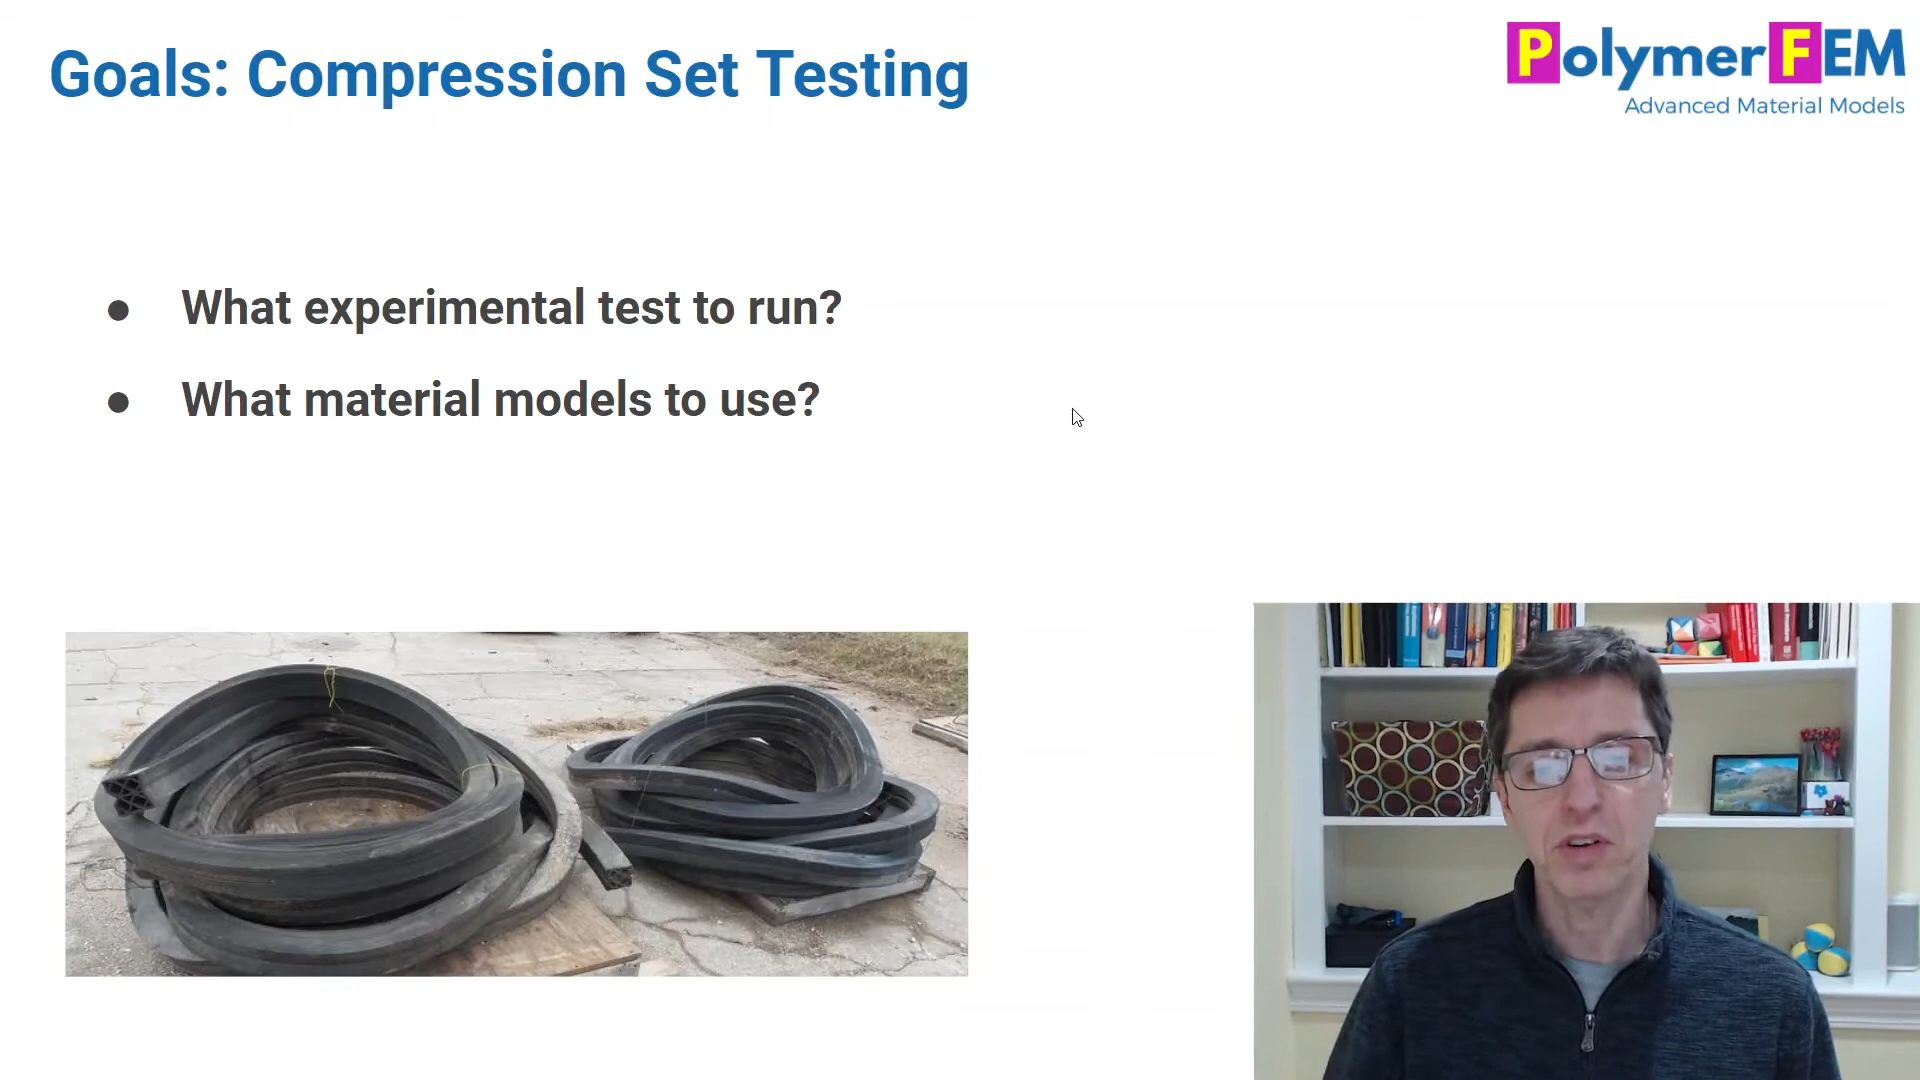 Goals: Compression Set Testing
PolymerFEM
Advanced Material Models
● What experimental test to run?
● What material models to use?